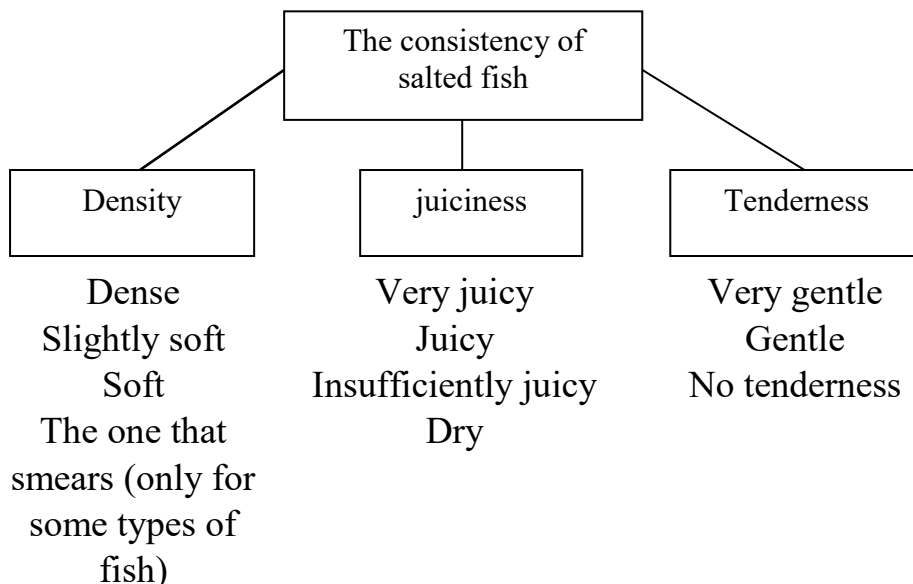 The consistency of
salted fish
Density
juiciness
Tenderness
Dense
Slightly soft
Soft
The one that
smears (only for
some types of
fish)
Very juicy
Juicy
Insufficiently juicy
Dry
Very gentle
Gentle
No tenderness